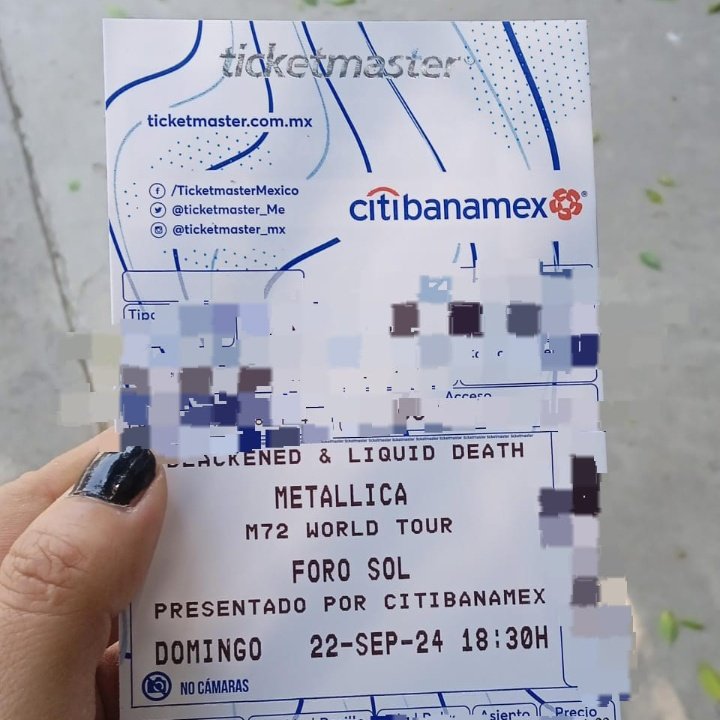 ticketmaster
ticketmaster.com.mx
/TicketmasterMexico
@ticketmaster_Me
@ticketmaster_mx
citibanamex
Tipo
Acceso
BLACKENED & LIQUID DEATH
METALLICA
M72 WORLD TOUR
FORO SOL
PRESENTADO POR CITIBANAMEX
DOMINGO 22-SEP-24 18:30H
NO CÁMARAS
Asiento Precio